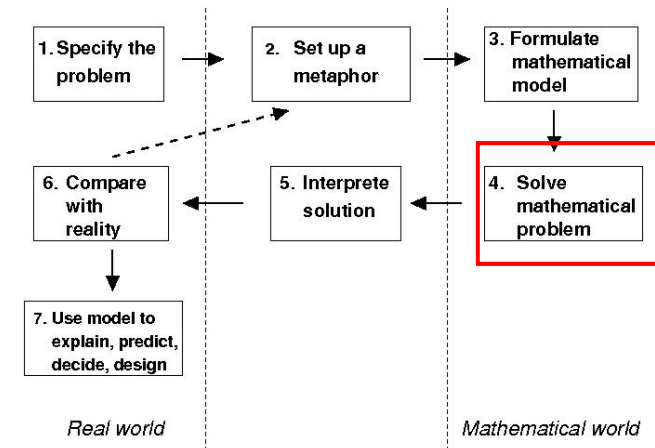 1. Specify the
problem
2. Set up a
metaphor
3. Formulate
mathematical
model
6. Compare
with
reality
5. Interprete
solution
4. Solve
mathematical
problem
7. Use model to
explain, predict,
decide, design
Real world
Mathematical world